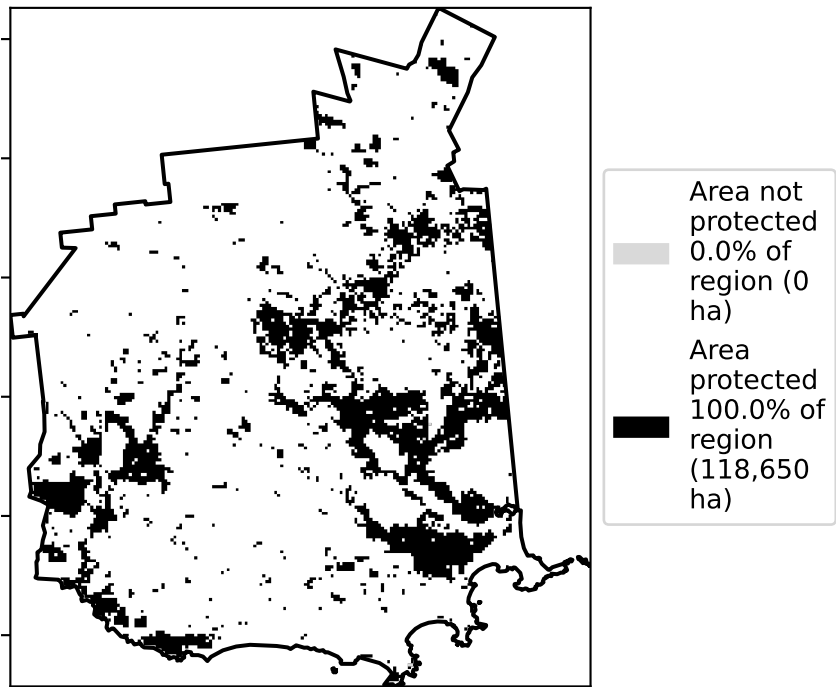 Area not
protected
0.0% of
region (0
ha)
Area
protected
100.0% of
region
(118,650
ha)